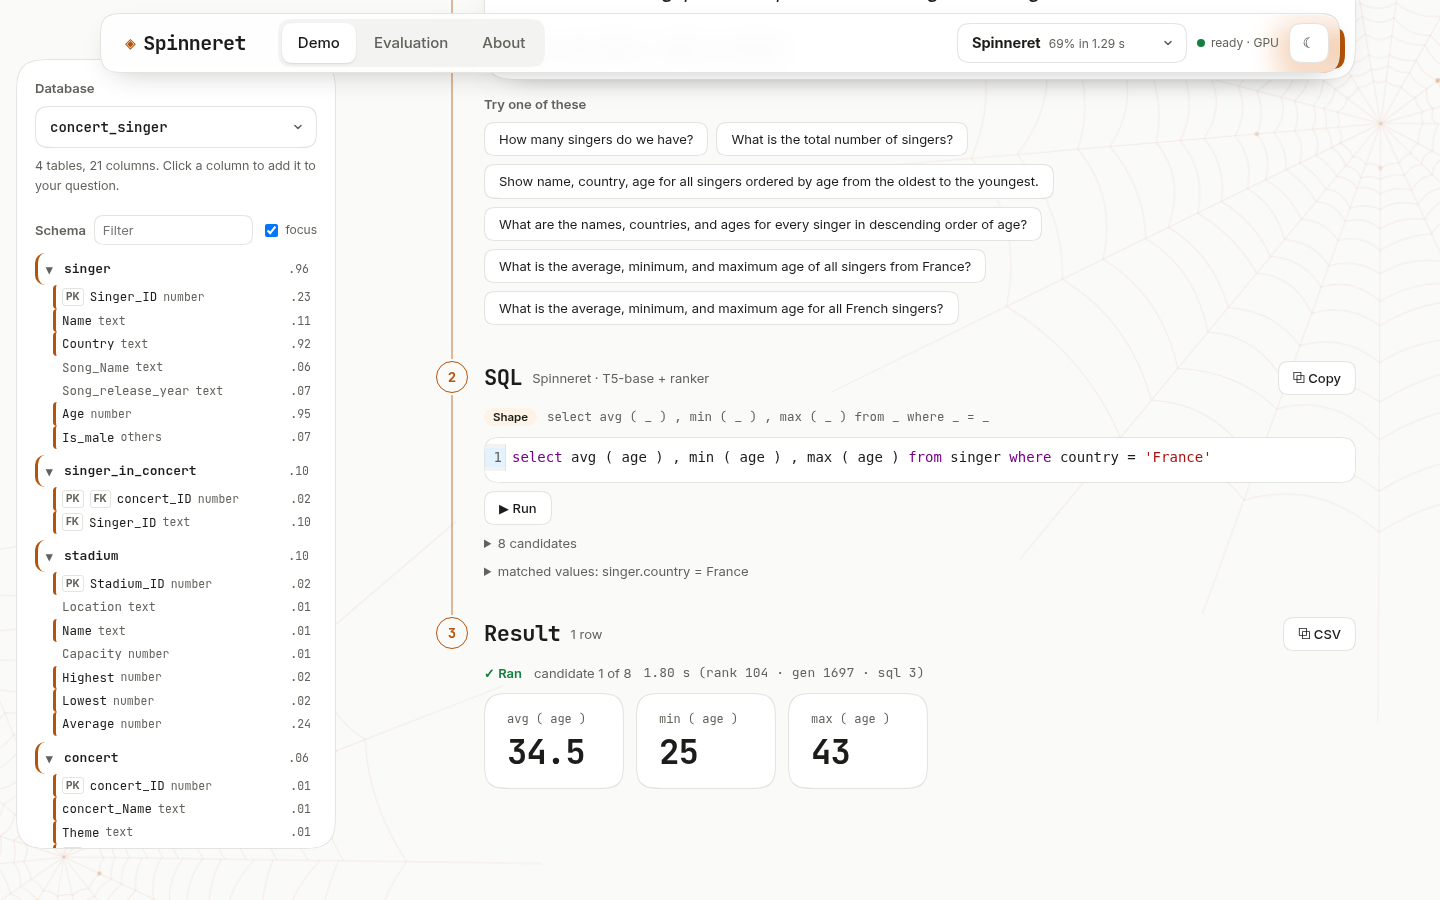 Spinneret
Demo Evaluation About
Spinneret 69% in 1.29 s
ready · GPU
Database
concert_singer
4 tables, 21 columns. Click a column to add it to
your question.
Schema Filter focus
▼ singer .96
PK Singer_ID number .23
Name text .11
Country text .92
Song_Name text .06
Song_release_year text .07
Age number .95
Is_male others .07
▼ singer_in_concert .10
PK FK concert_ID number .02
FK Singer_ID text .10
▼ stadium .10
PK Stadium_ID number .02
Location text .01
Name text .01
Capacity number .01
Highest number .02
Lowest number .02
Average number .24
▼ concert .06
PK concert_ID number .01
concert_Name text .01
Theme text .01
Try one of these
How many singers do we have? What is the total number of singers?
Show name, country, age for all singers ordered by age from the oldest to the youngest.
What are the names, countries, and ages for every singer in descending order of age?
What is the average, minimum, and maximum age of all singers from France?
What is the average, minimum, and maximum age for all French singers?
2 SQL Spinneret · T5-base + ranker Copy
Shape select avg ( _ ) , min ( _ ) , max ( _ ) from _ where _ = _
1 select avg ( age ) , min ( age ) , max ( age ) from singer where country = 'France'
▶ Run
▶ 8 candidates
▶ matched values: singer.country = France
3 Result 1 row CSV
✓ Ran candidate 1 of 8 1.80 s (rank 104 · gen 1697 · sql 3)
avg ( age ) min ( age ) max ( age )
34.5 25 43